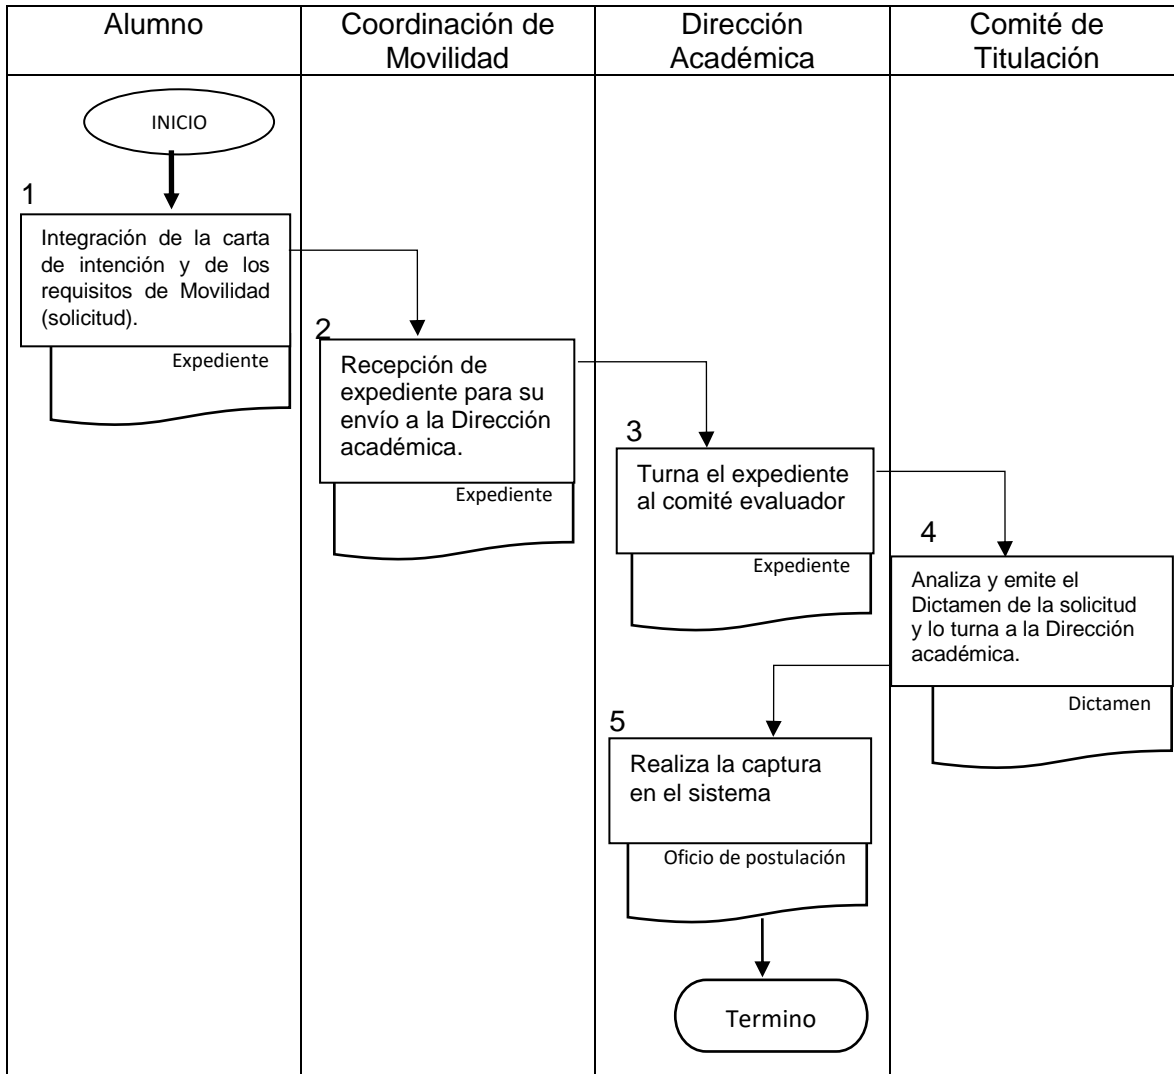 Alumno
Coordinación de
Movilidad
Dirección
Académica
Comité de
Titulación
INICIO
1
Integración de la carta
de intención y de los
requisitos de Movilidad
(solicitud).
Expediente
2
Recepción de
expediente para su
envío a la Dirección
académica.
Expediente
3
Turna el expediente
al comité evaluador
Expediente
4
Analiza y emite el
Dictamen de la solicitud
y lo turna a la Dirección
académica.
Dictamen
5
Realiza la captura
en el sistema
Oficio de postulación
Termino